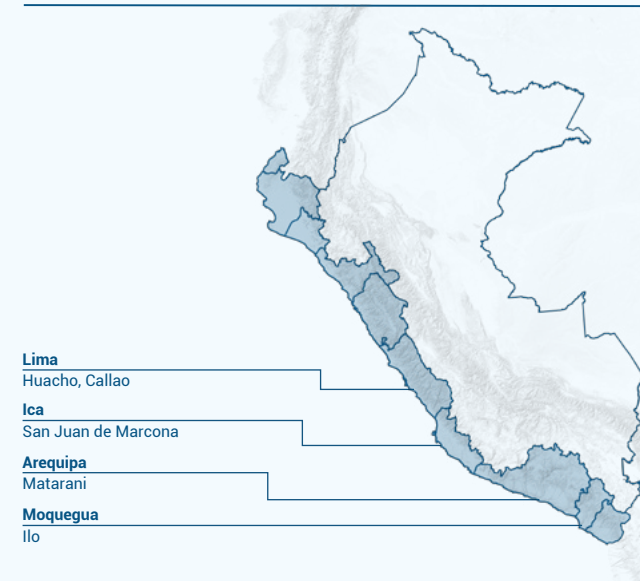 Lima
Huacho, Callao
Ica
San Juan de Marcona
Arequipa
Matarani
Moquegua
Ilo